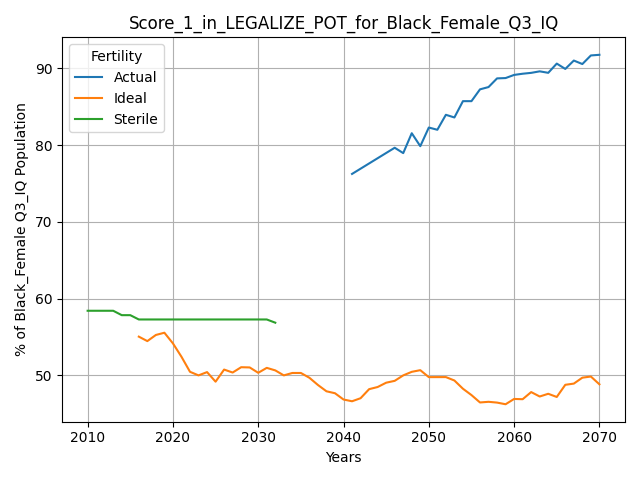 Score_1_in_LEGALIZE_POT_for_Black_Female_Q3_IQ
Fertility
Actual
Ideal
Sterile
% of Black_Female Q3_IQ Population
90
80
70
60
50
2010 2020 2030 2040 2050 2060 2070
Years